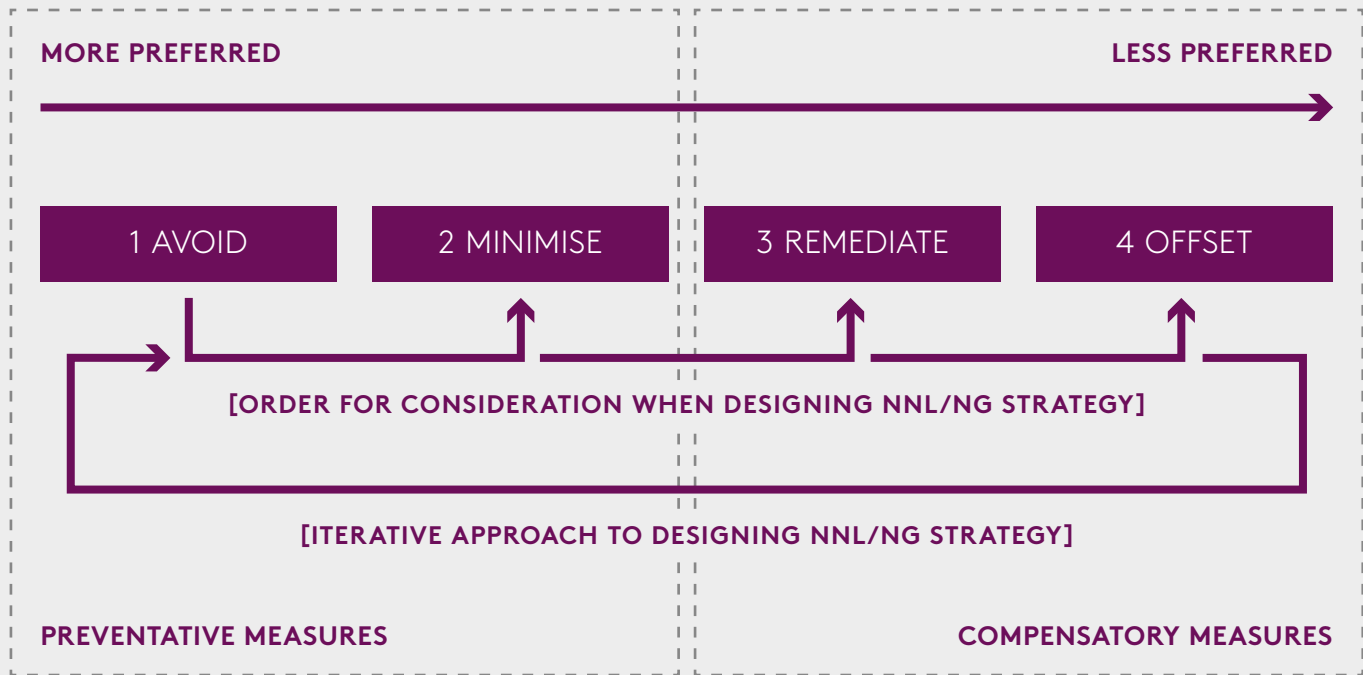 MORE PREFERRED
LESS PREFERRED
1 AVOID
2 MINIMISE
3 REMEDIATE
4 OFFSET
[ORDER FOR CONSIDERATION WHEN DESIGNING NNL/NG STRATEGY]
[ITERATIVE APPROACH TO DESIGNING NNL/NG STRATEGY]
PREVENTATIVE MEASURES
COMPENSATORY MEASURES